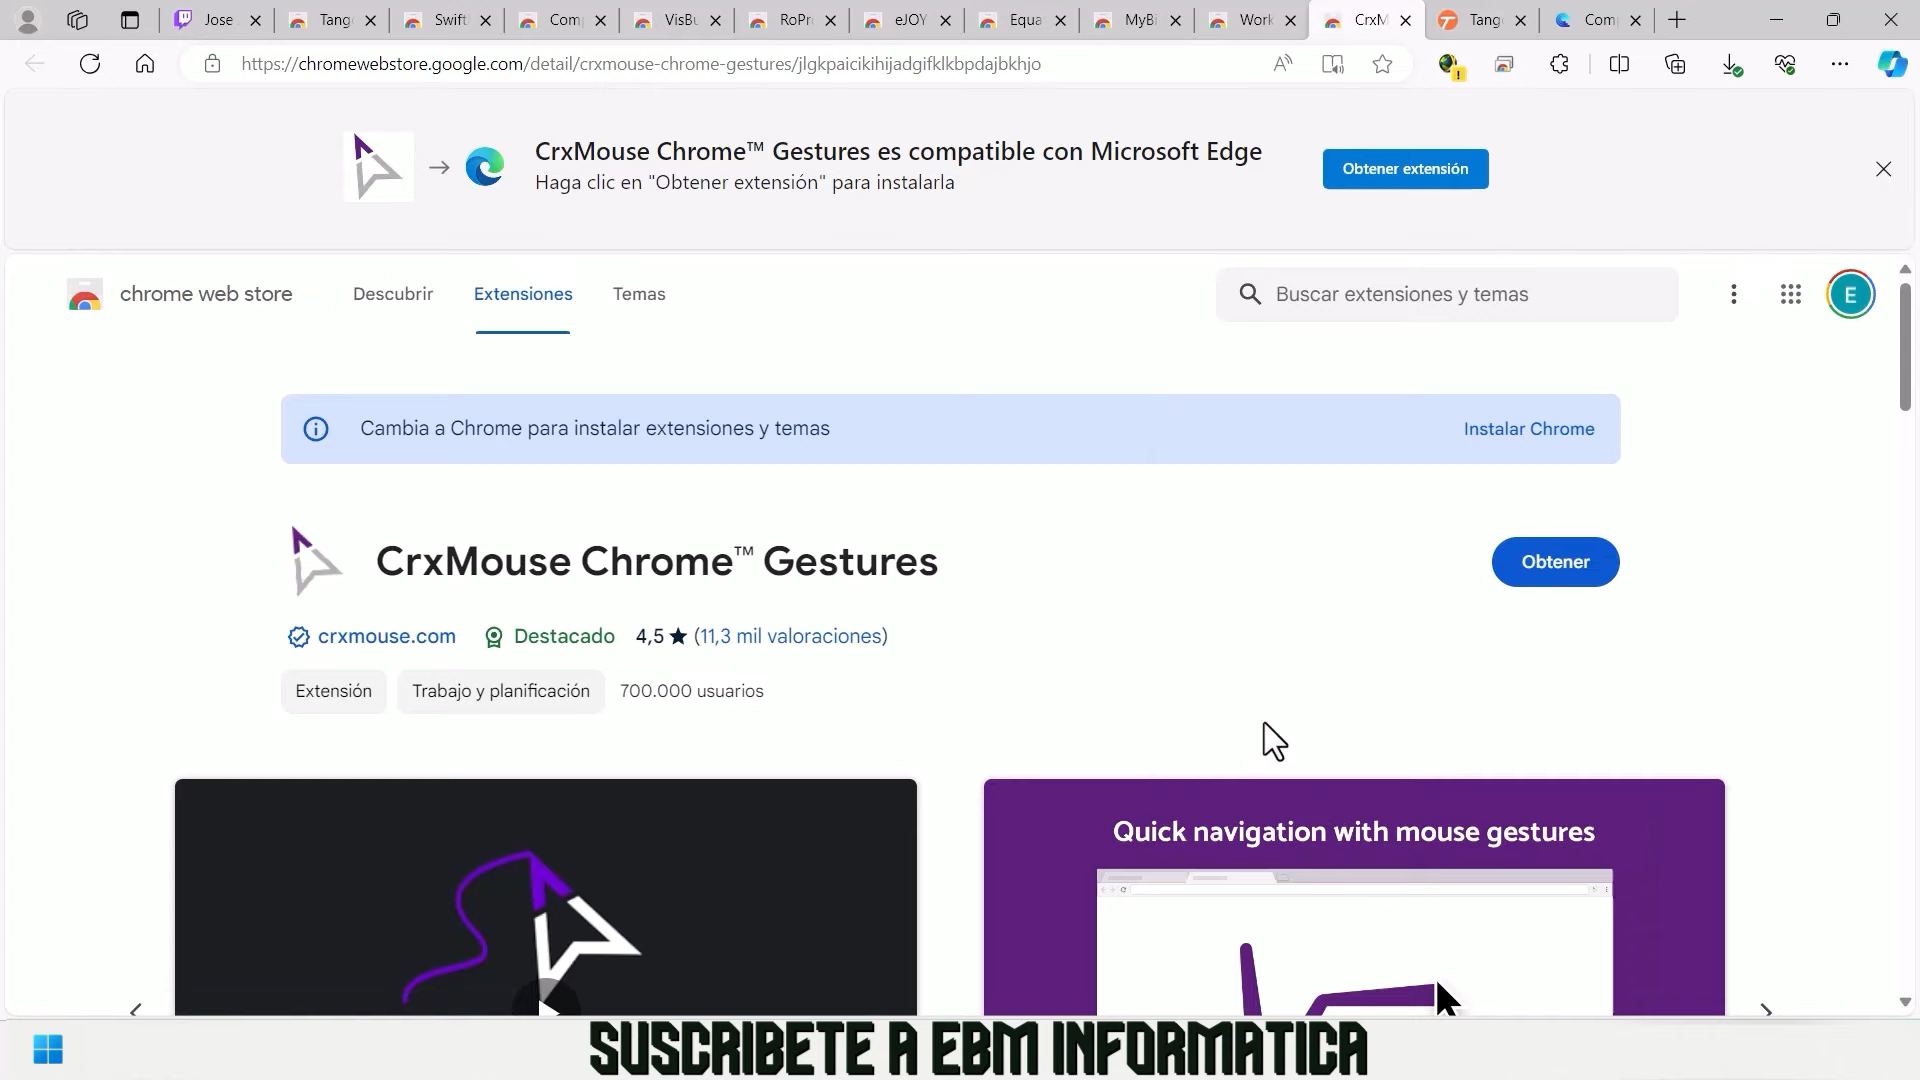 Jose
Tang
Swift
Com
VisBu
RoPr
eJOY
Equa
MyBi
Work
CrxM
Tang
Com
https://chromewebstore.google.com/detail/crxmouse-chrome-gestures/jlgkpaicikihijadgifklkbpdajbkhjo
CrxMouse Chrome™ Gestures es compatible con Microsoft Edge
Haga clic en "Obtener extensión" para instalarla
Obtener extensión
chrome web store
Descubrir
Extensiones
Temas
Buscar extensiones y temas
E
Cambia a Chrome para instalar extensiones y temas
Instalar Chrome
CrxMouse Chrome™ Gestures
Obtener
crxmouse.com
Destacado
4,5 ★ (11,3 mil valoraciones)
Extensión
Trabajo y planificación
700.000 usuarios
Quick navigation with mouse gestures
SUSCRIBETE A EBM INFORMATICA